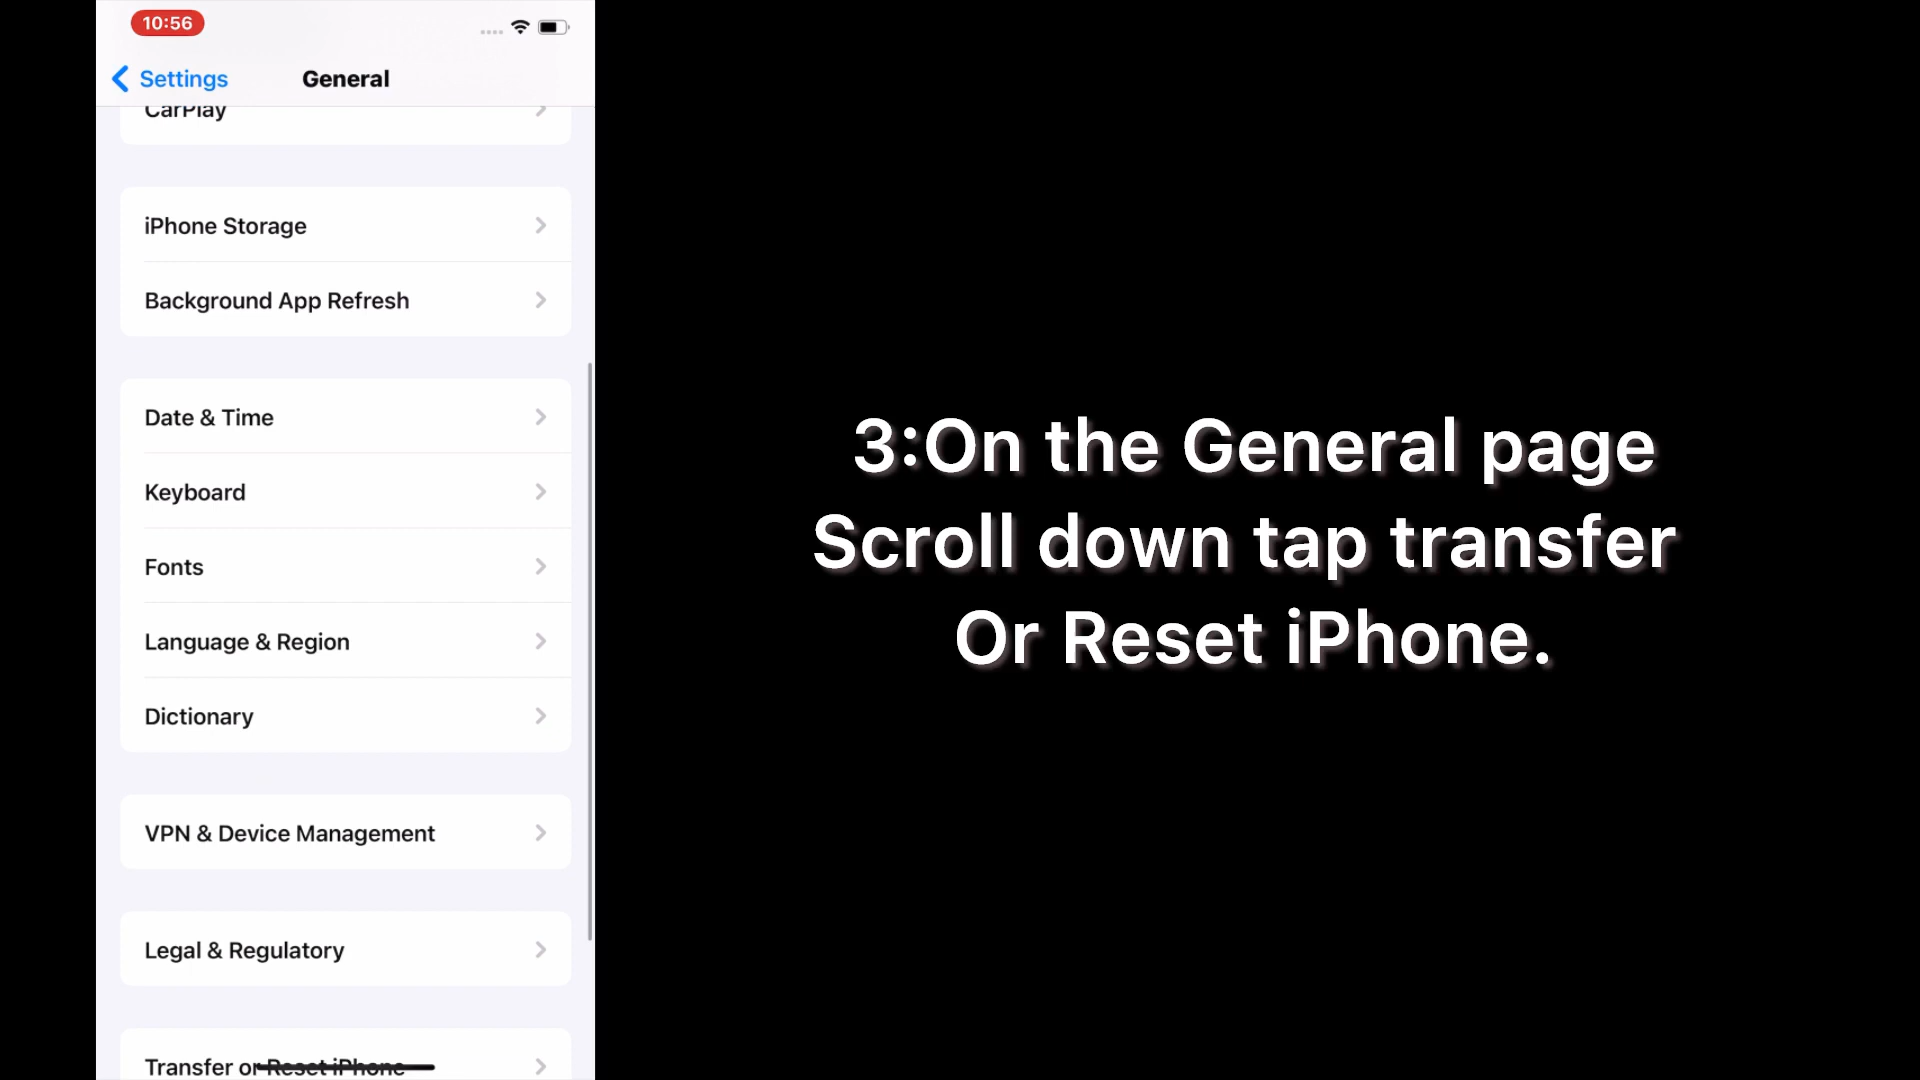 10:56
Settings
General
CarPlay
iPhone Storage
Background App Refresh
Date & Time
Keyboard
Fonts
Language & Region
Dictionary
VPN & Device Management
Legal & Regulatory
Transfer or Reset iPhone
3:On the General page
Scroll down tap transfer
Or Reset iPhone.